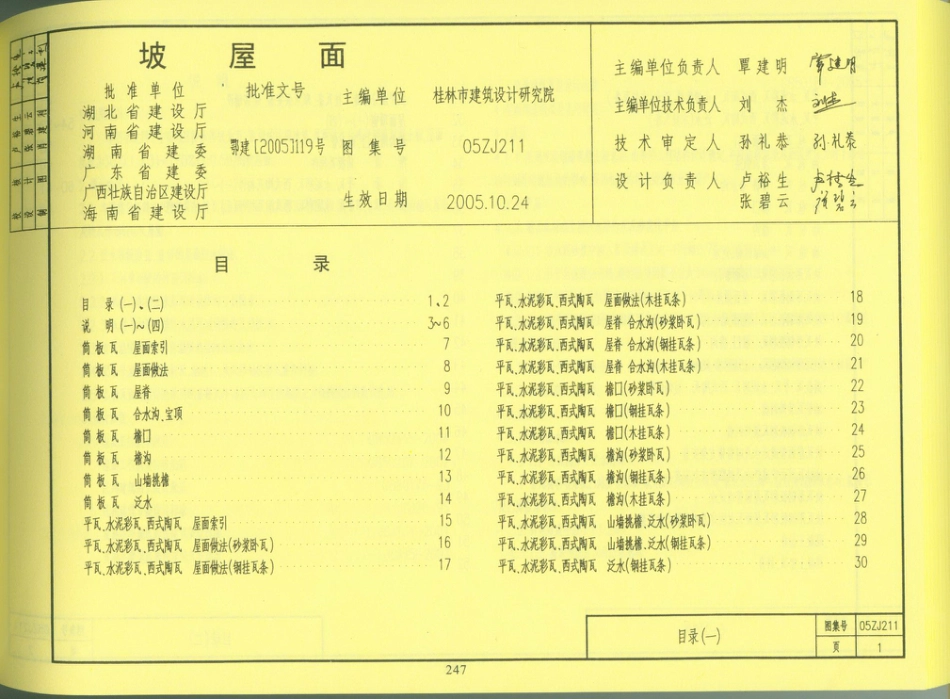 坡 屋 面
批准单位 批准文号
湖北省建设厅
河南省建设厅
湖南省建委 鄂建[2005]119号
广东省建委
广西壮族自治区建设厅
海南省建设厅
主编单位 桂林市建筑设计研究院
图集号 05ZJ211
生效日期 2005.10.24
主编单位负责人 覃建明
主编单位技术负责人 刘 杰
技术审定人 孙礼恭
设计负责人 卢裕生
张碧云
目 录
目 录(一)、(二) 1、2
说 明(一)~(四) 3~6
筒板瓦 屋面索引 7
筒板瓦 屋面做法 8
筒板瓦 屋脊 9
筒板瓦 合水沟、宝顶 10
筒板瓦 檐口 11
筒板瓦 檐沟 12
筒板瓦 山墙挑檐 13
筒板瓦 泛水 14
平瓦、水泥彩瓦、西式陶瓦 屋面索引 15
平瓦、水泥彩瓦、西式陶瓦 屋面做法(砂浆卧瓦) 16
平瓦、水泥彩瓦、西式陶瓦 屋面做法(钢挂瓦条) 17
平瓦、水泥彩瓦、西式陶瓦 屋面做法(木挂瓦条) 18
平瓦、水泥彩瓦、西式陶瓦 屋脊 合水沟(砂浆卧瓦) 19
平瓦、水泥彩瓦、西式陶瓦 屋脊 合水沟(钢挂瓦条) 20
平瓦、水泥彩瓦、西式陶瓦 屋脊 合水沟(木挂瓦条) 21
平瓦、水泥彩瓦、西式陶瓦 檐口(砂浆卧瓦) 22
平瓦、水泥彩瓦、西式陶瓦 檐口(钢挂瓦条) 23
平瓦、水泥彩瓦、西式陶瓦 檐口(木挂瓦条) 24
平瓦、水泥彩瓦、西式陶瓦 檐沟(砂浆卧瓦) 25
平瓦、水泥彩瓦、西式陶瓦 檐沟(钢挂瓦条) 26
平瓦、水泥彩瓦、西式陶瓦 檐沟(木挂瓦条) 27
平瓦、水泥彩瓦、西式陶瓦 山墙挑檐、泛水(砂浆卧瓦) 28
平瓦、水泥彩瓦、西式陶瓦 山墙挑檐、泛水(钢挂瓦条) 29
平瓦、水泥彩瓦、西式陶瓦 泛水(钢挂瓦条) 30
目录(一)
图集号 05ZJ211
页 1
247